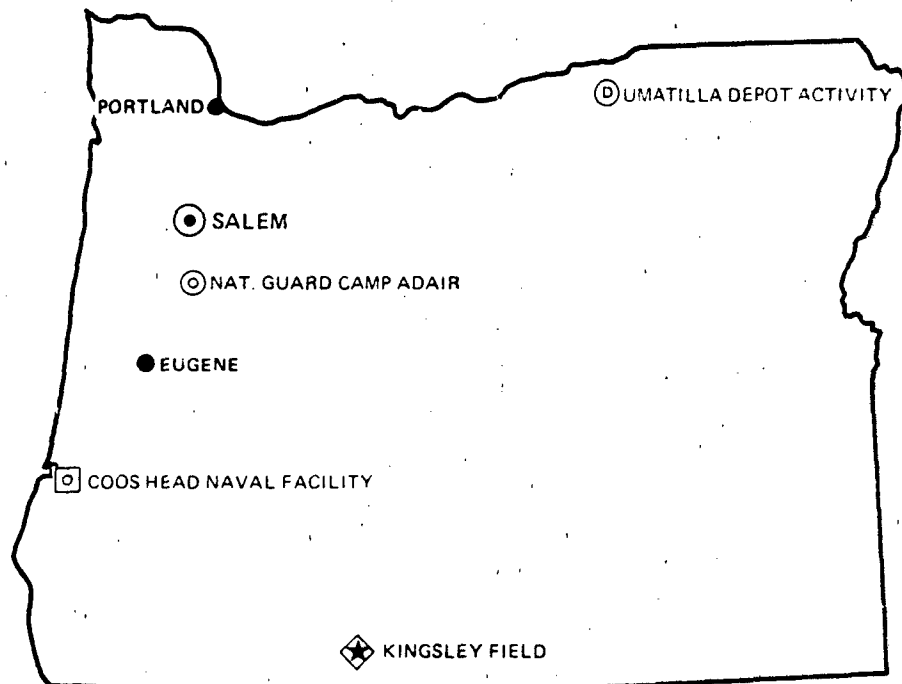 Ⓓ UMATILLA DEPOT ACTIVITY
PORTLAND
SALEM
NAT. GUARD CAMP ADAIR
EUGENE
COOS HEAD NAVAL FACILITY
KINGSLEY FIELD